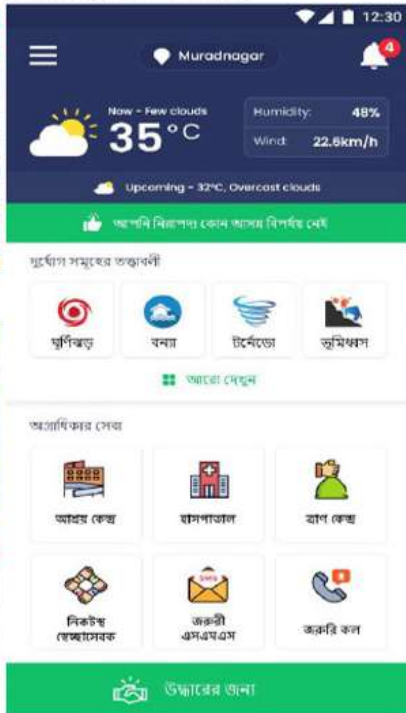 12:30
Muradnagar
4
Now - Few clouds
35°C
Humidity: 48%
Wind: 22.6km/h
Upcoming - 32°C, Overcast clouds
আপনি নিরাপদ। কোন আসন্ন বিপর্যয় নেই
দুর্যোগ সমূহের তত্ত্বাবলী
ঘূর্ণিঝড়
বন্যা
টর্নেডো
ভূমিধ্বস
আরো দেখুন
অগ্রাধিকার সেবা
আশ্রয় কেন্দ্র
হাসপাতাল
ত্রাণ কেন্দ্র
নিকটস্থ
স্বেচ্ছাসেবক
SMS
জরুরী
এসএমএস
জরুরি কল
উদ্ধারের জন্য